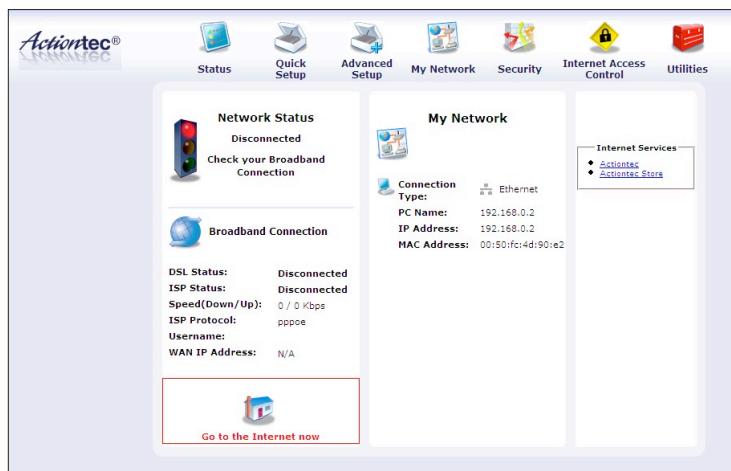 Actiontec®
Status
Quick Setup
Advanced Setup
My Network
Security
Internet Access Control
Utilities
Network Status
Disconnected
Check your Broadband
Connection
Broadband Connection
DSL Status: Disconnected
ISP Status: Disconnected
Speed(Down/Up): 0 / 0 Kbps
ISP Protocol: pppoe
Username:
WAN IP Address: N/A
Go to the Internet now
My Network
Connection Type: Ethernet
PC Name: 192.168.0.2
IP Address: 192.168.0.2
MAC Address: 00:50:fc:4d:90:e2
Internet Services
Actiontec
Actiontec Store